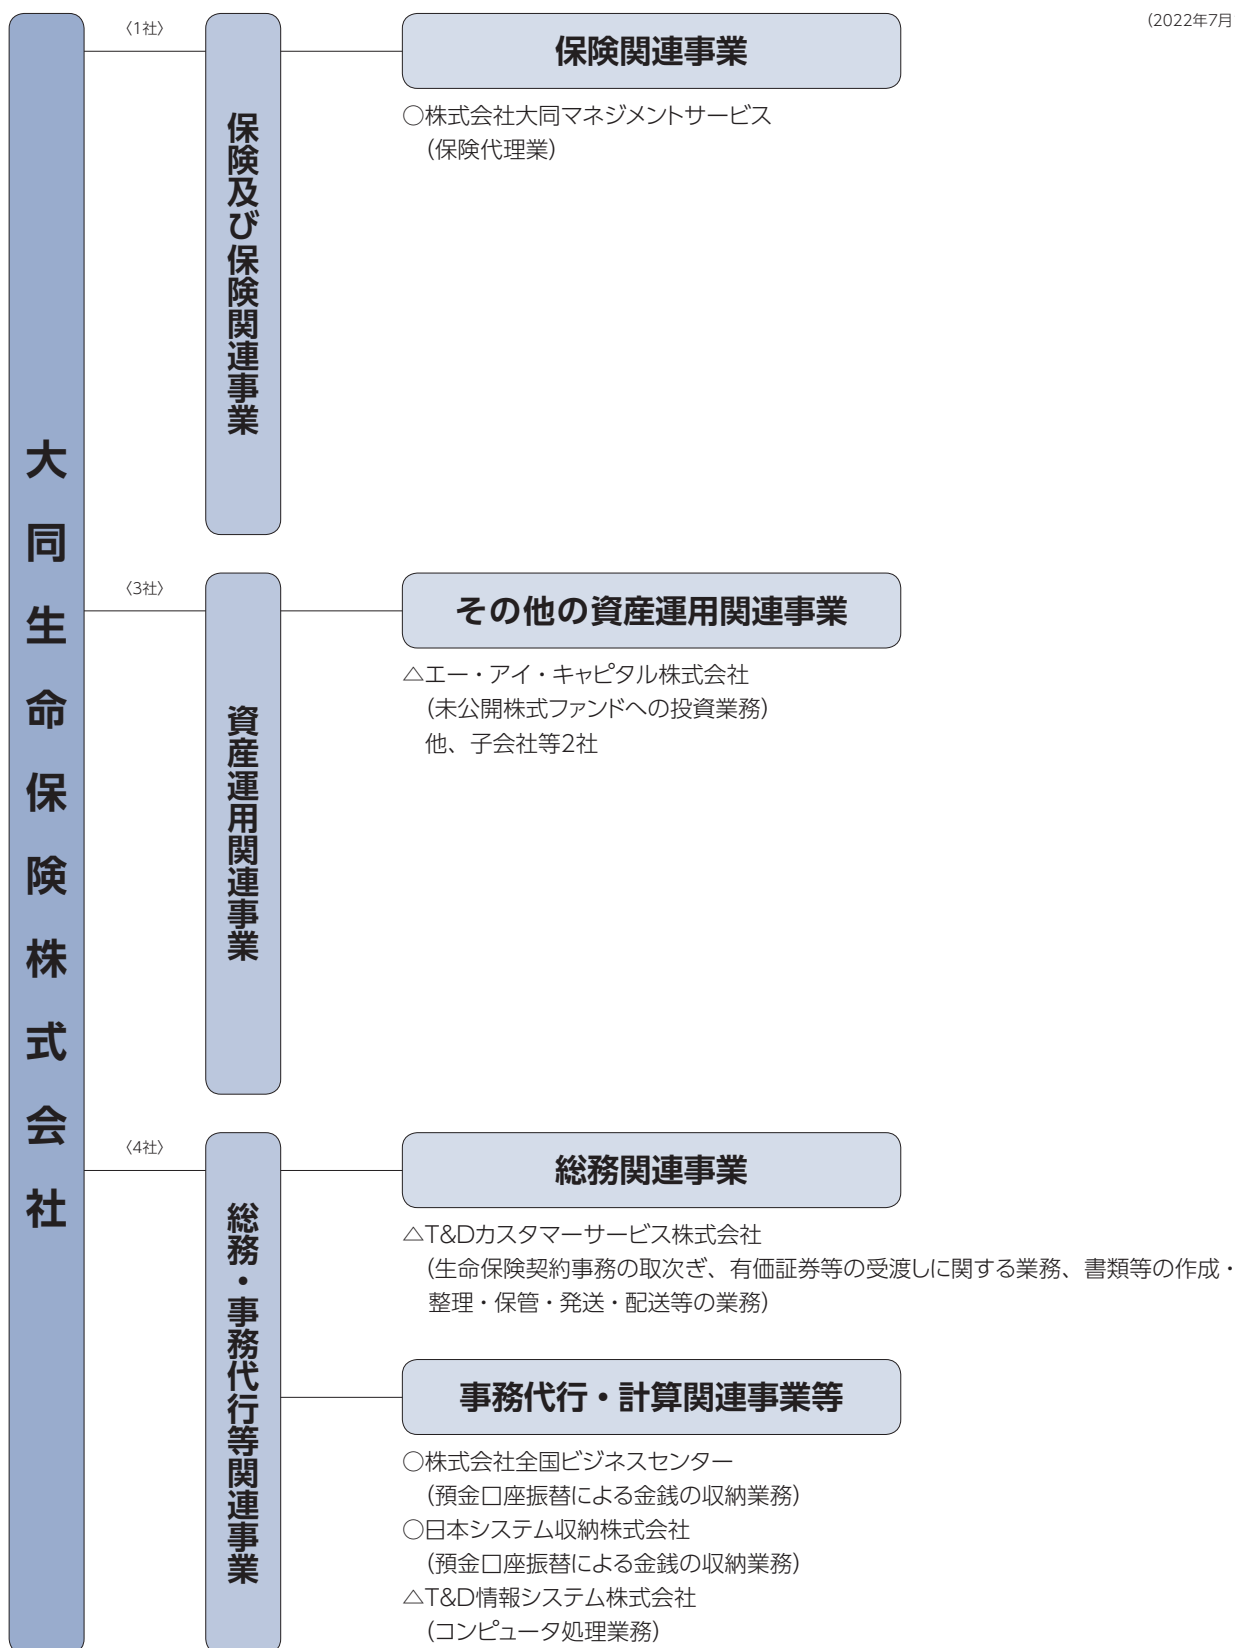 (2022年7月
大同生命保険株式会社
〈1社〉
保険及び保険関連事業
保険関連事業
○株式会社大同マネジメントサービス
(保険代理業)
〈3社〉
資産運用関連事業
その他の資産運用関連事業
△エー・アイ・キャピタル株式会社
(未公開株式ファンドへの投資業務)
他、子会社等2社
〈4社〉
総務・事務代行等関連事業
総務関連事業
△T&Dカスタマーサービス株式会社
(生命保険契約事務の取次ぎ、有価証券等の受渡しに関する業務、書類等の作成・
整理・保管・発送・配送等の業務)
事務代行・計算関連事業等
○株式会社全国ビジネスセンター
(預金口座振替による金銭の収納業務)
○日本システム収納株式会社
(預金口座振替による金銭の収納業務)
△T&D情報システム株式会社
(コンピュータ処理業務)